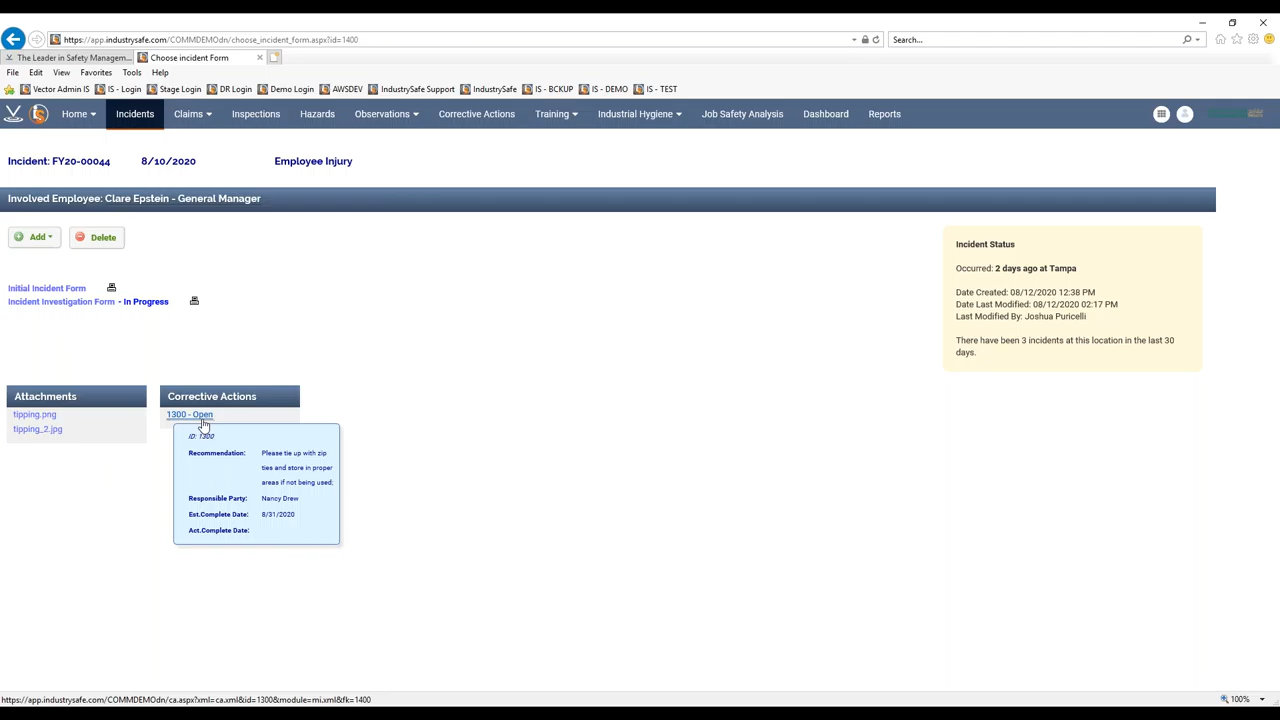 https://app.industrysafe.com/COMMDEMOdn/choose_incident_form.aspx?id=1400
Search...
The Leader in Safety Managem...
Choose incident Form
File Edit View Favorites Tools Help
Vector Admin IS
IS - Login
Stage Login
DR Login
Demo Login
AWSDEV
IndustrySafe Support
IndustrySafe
IS - BCKUP
IS - DEMO
IS - TEST
Home Incidents Claims Inspections Hazards Observations Corrective Actions Training Industrial Hygiene Job Safety Analysis Dashboard Reports
Incident: FY20-00044 8/10/2020 Employee Injury
Involved Employee: Clare Epstein - General Manager
Add Delete
Initial Incident Form
Incident Investigation Form - In Progress
Incident Status
Occurred: 2 days ago at Tampa
Date Created: 08/12/2020 12:38 PM
Date Last Modified: 08/12/2020 02:17 PM
Last Modified By: Joshua Puricelli
There have been 3 incidents at this location in the last 30
days.
Attachments
tipping.png
tipping_2.jpg
Corrective Actions
1300 - Open
ID: 1300
Recommendation: Please tie up with zip
ties and store in proper
areas if not being used;
Responsible Party: Nancy Drew
Est.Complete Date: 8/31/2020
Act.Complete Date:
https://app.industrysafe.com/COMMDEMOdn/ca.aspx?xml=ca.xml&id=1300&module=mi.xml&fk=1400
100%